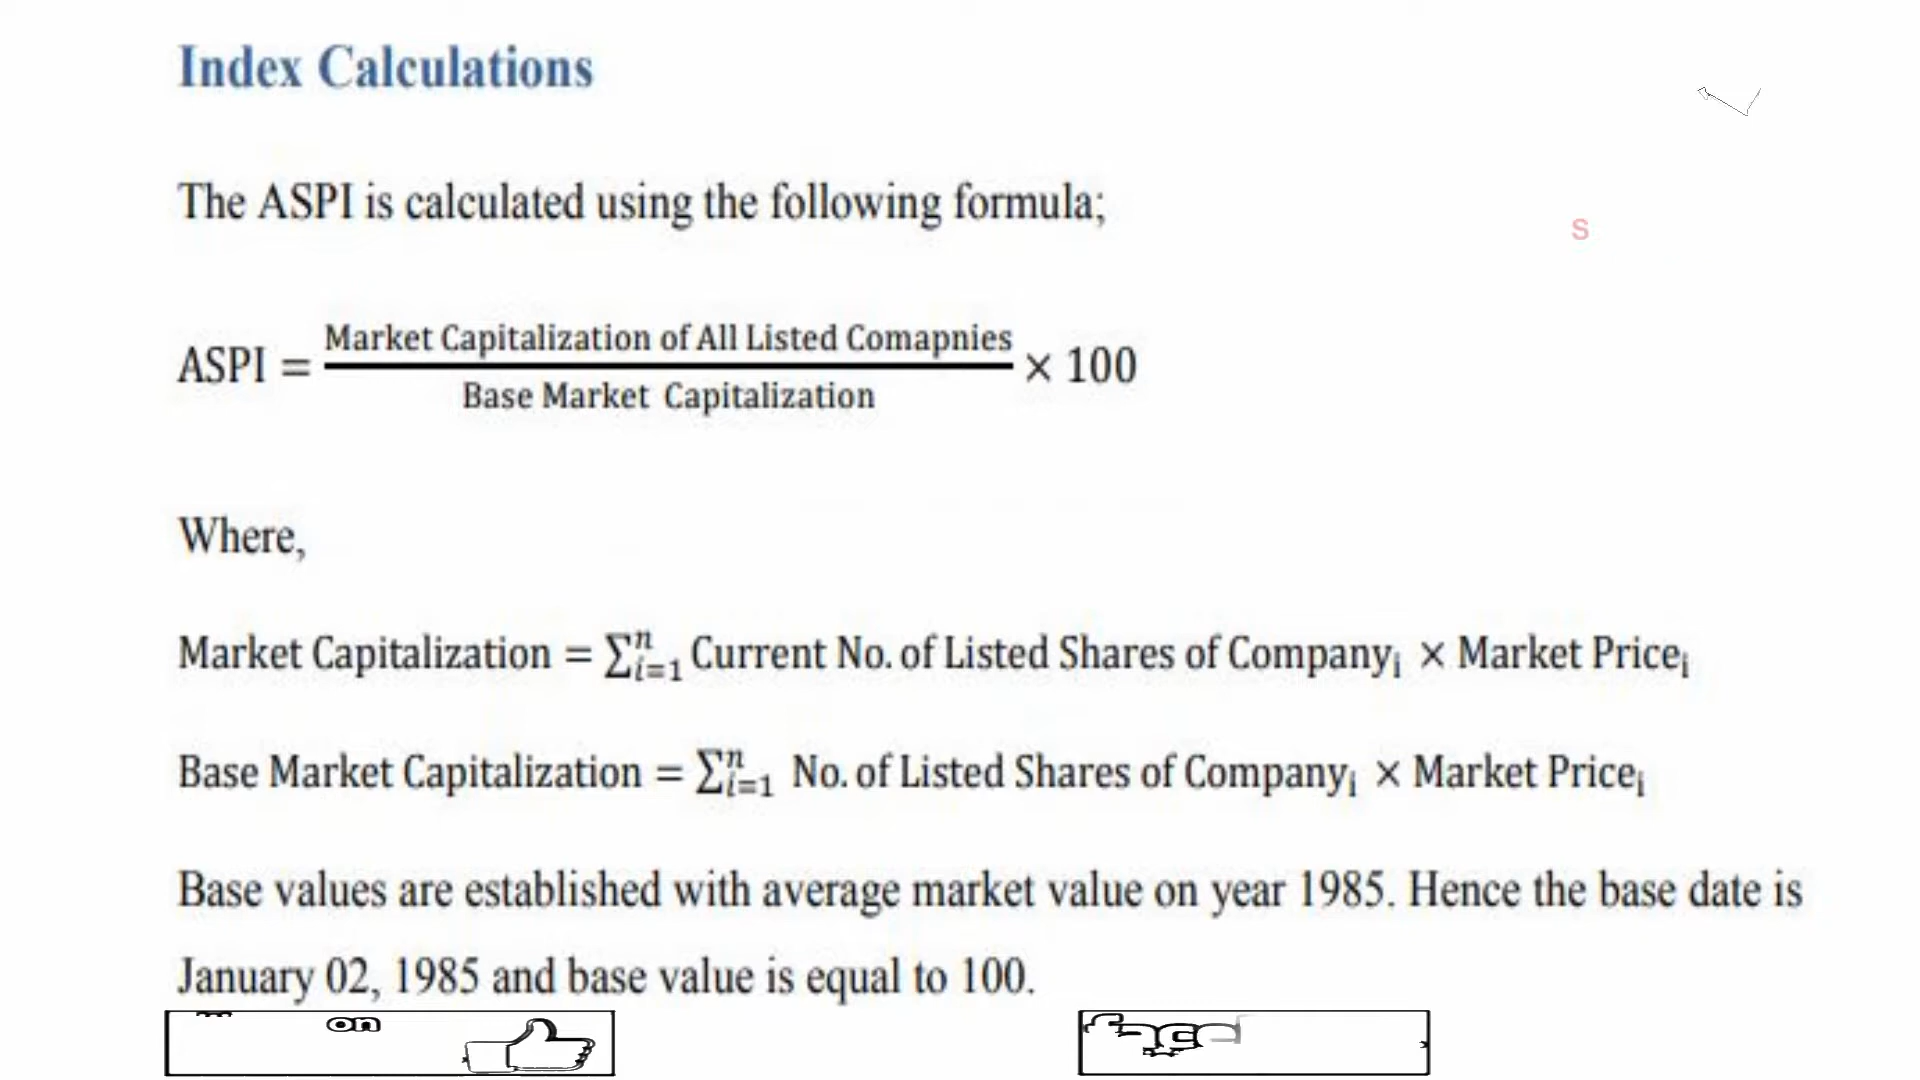 Index Calculations
The ASPI is calculated using the following formula;
ASPI = Market Capitalization of All Listed Comapnies / Base Market Capitalization × 100
Where,
Market Capitalization = ∑ⁿᵢ₌₁ Current No. of Listed Shares of Companyᵢ × Market Priceᵢ
Base Market Capitalization = ∑ⁿᵢ₌₁ No. of Listed Shares of Companyᵢ × Market Priceᵢ
Base values are established with average market value on year 1985. Hence the base date is
January 02, 1985 and base value is equal to 100.
S
on